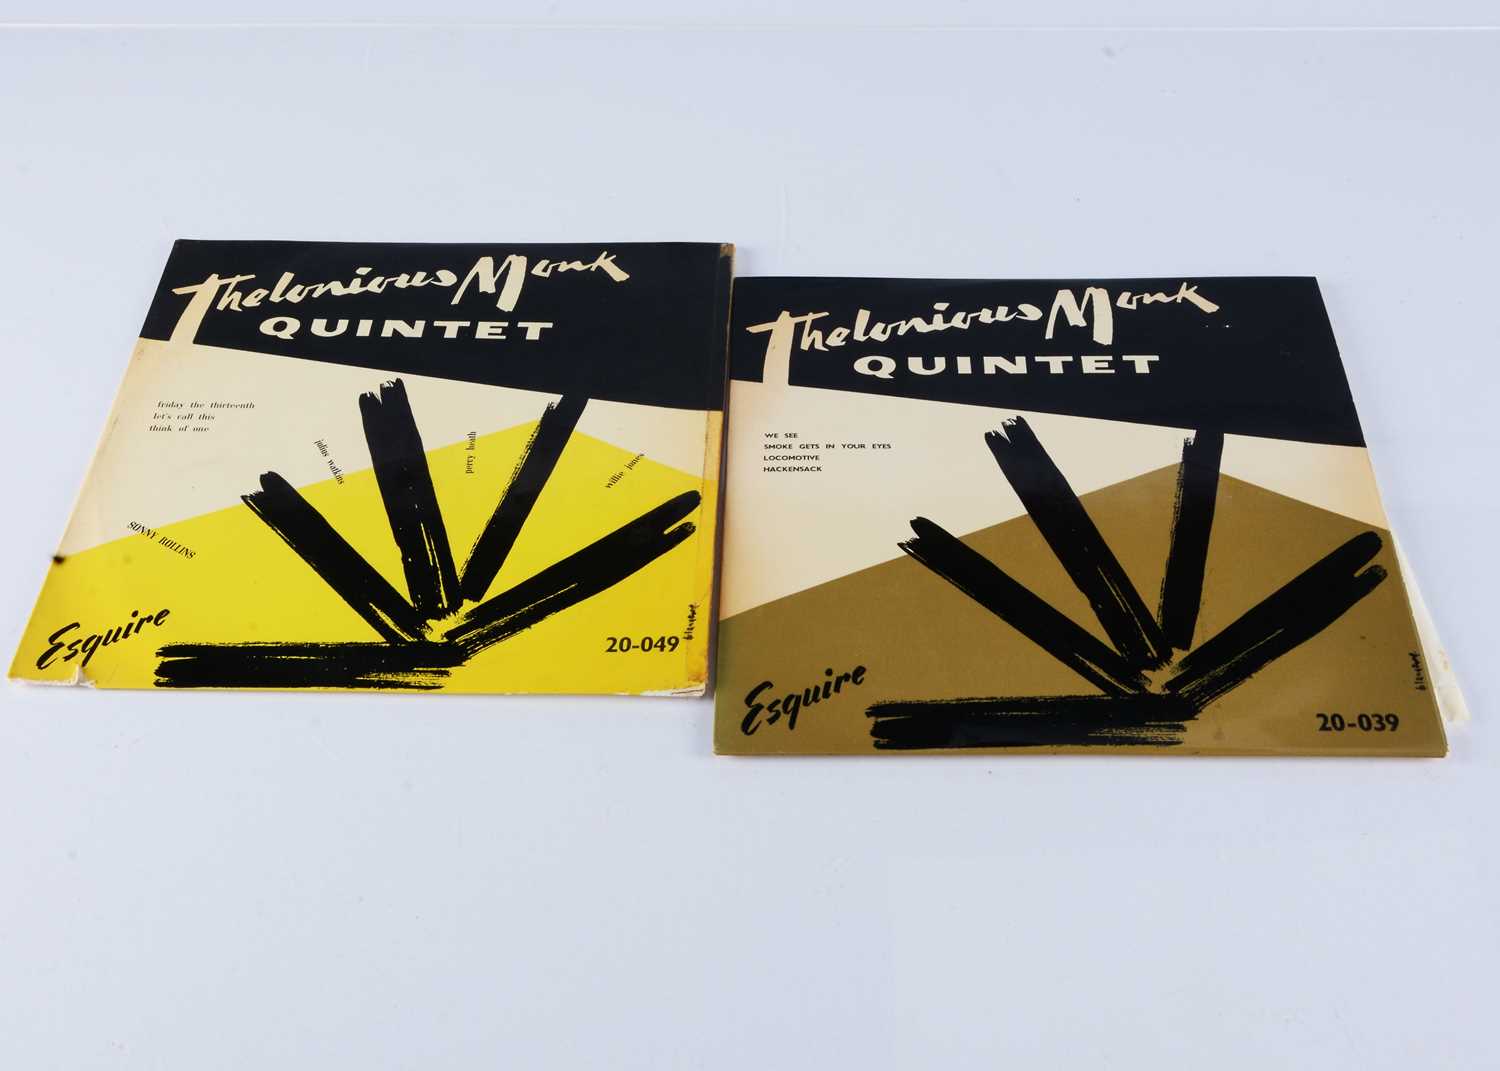 Thelonious Monk
QUINTET
friday the thirteenth
let's call this
think of one
julius watkins
percy heath
willie jones
SONNY ROLLINS
Esquire
20-049
Thelonious Monk
QUINTET
WE SEE
SMOKE GETS IN YOUR EYES
LOCOMOTIVE
HACKENSACK
Esquire
20-039